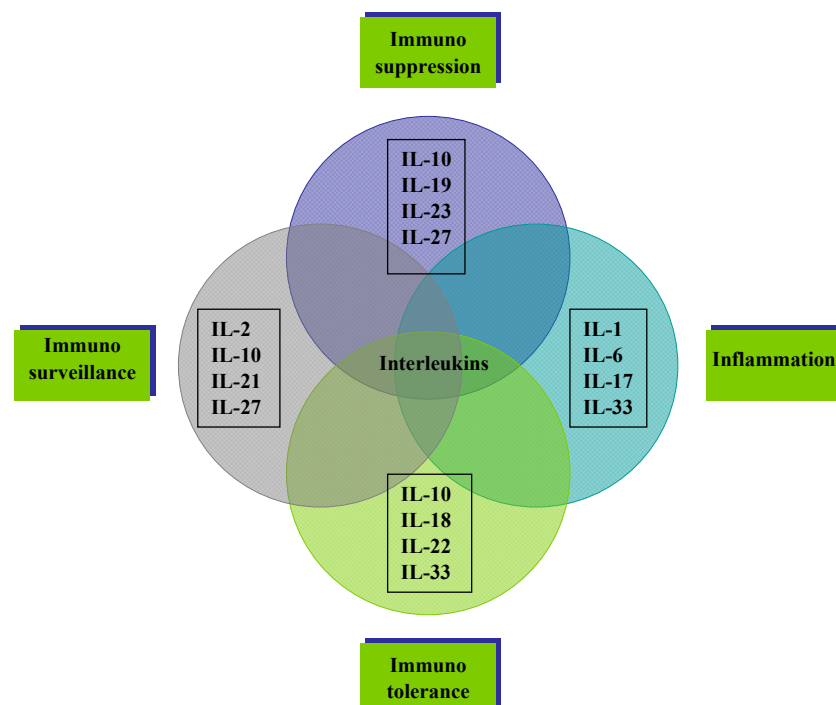 Immuno
suppression
IL-10
IL-19
IL-23
IL-27
Immuno
surveillance
IL-2
IL-10
IL-21
IL-27
Interleukins
IL-1
IL-6
IL-17
IL-33
Inflammation
IL-10
IL-18
IL-22
IL-33
Immuno
tolerance